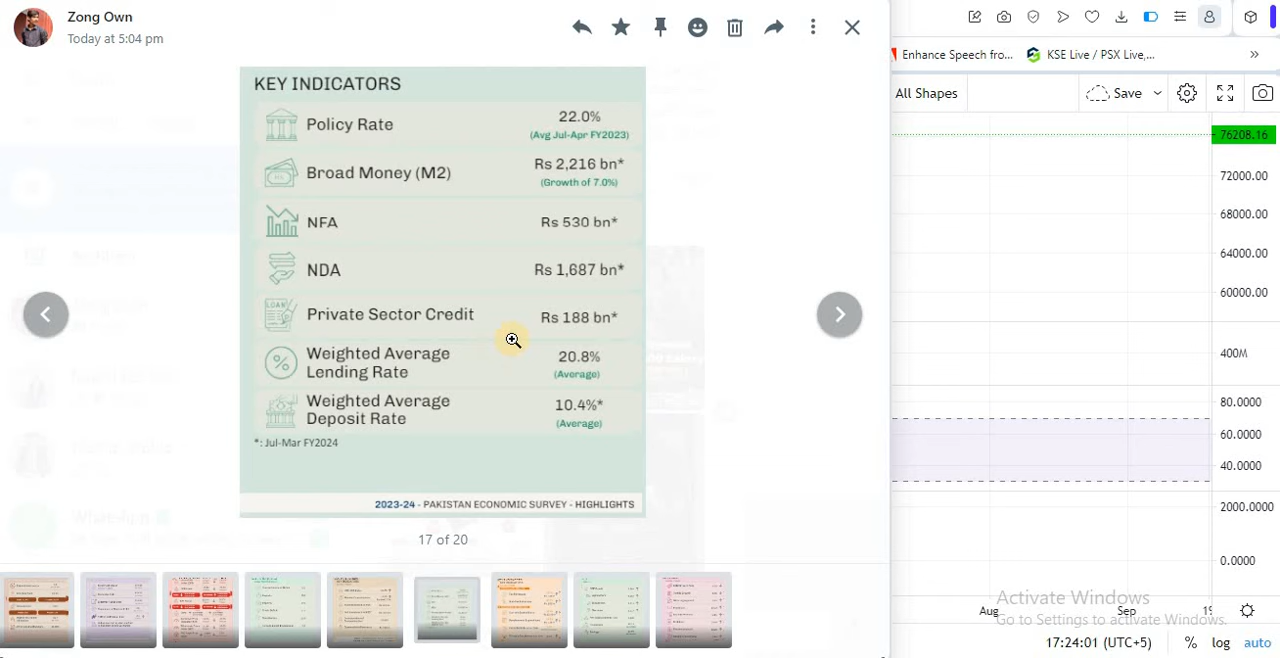 Zong Own
Today at 5:04 pm
KEY INDICATORS
Policy Rate
22.0%
(Avg Jul-Apr FY2023)
Broad Money (M2)
Rs 2,216 bn*
(Growth of 7.0%)
NFA
Rs 530 bn*
NDA
Rs 1,687 bn*
LOAN
Private Sector Credit
Rs 188 bn*
Weighted Average
Lending Rate
20.8%
(Average)
Weighted Average
Deposit Rate
10.4%*
(Average)
*: Jul-Mar FY2024
2023-24 - PAKISTAN ECONOMIC SURVEY - HIGHLIGHTS
17 of 20
Enhance Speech fro...
KSE Live / PSX Live,...
»
All Shapes
Save
76208.16
72000.00
68000.00
64000.00
60000.00
400M
80.0000
60.0000
40.0000
2000.0000
0.0000
Activate Windows
Go to Settings to activate Windows.
Aug
Sep
17:24:01 (UTC+5)
%
log
auto